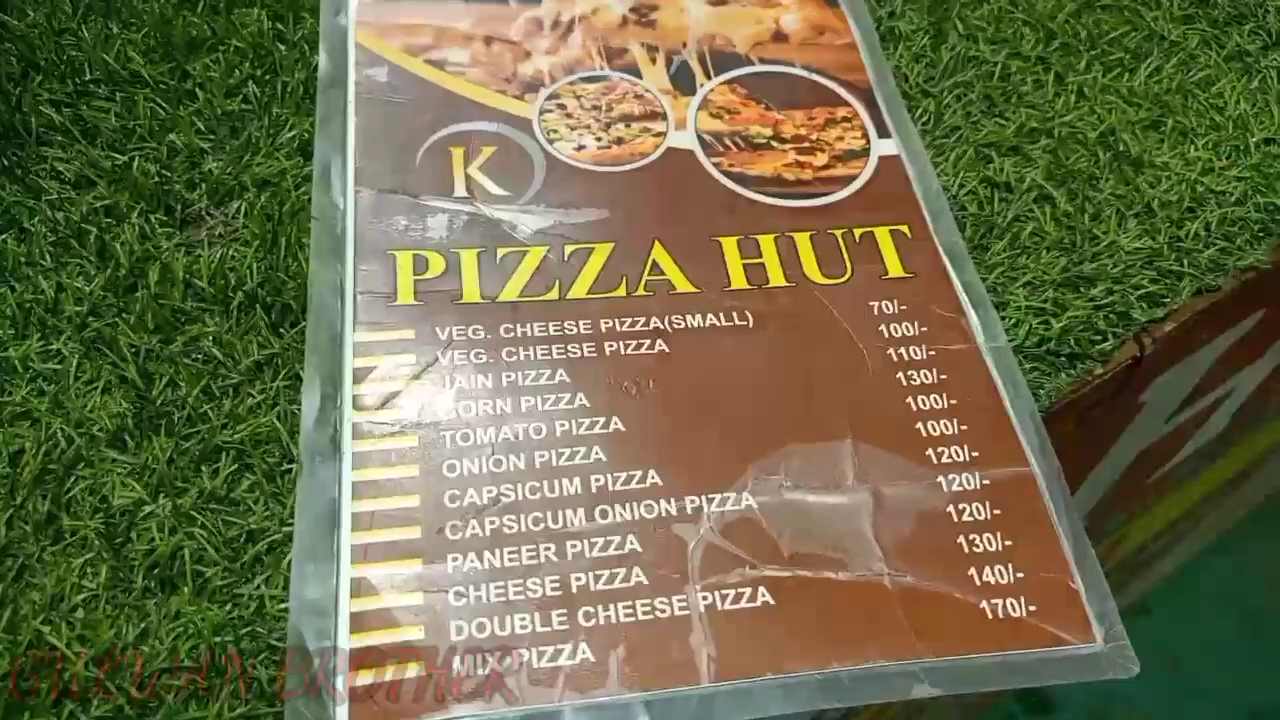 K
PIZZA HUT
VEG. CHEESE PIZZA(SMALL) 70/-
VEG. CHEESE PIZZA 100/-
JAIN PIZZA 110/-
CORN PIZZA 130/-
TOMATO PIZZA 100/-
ONION PIZZA 100/-
CAPSICUM PIZZA 120/-
CAPSICUM ONION PIZZA 120/-
PANEER PIZZA 120/-
CHEESE PIZZA 130/-
DOUBLE CHEESE PIZZA 140/-
MIX PIZZA 170/-
BROTHER